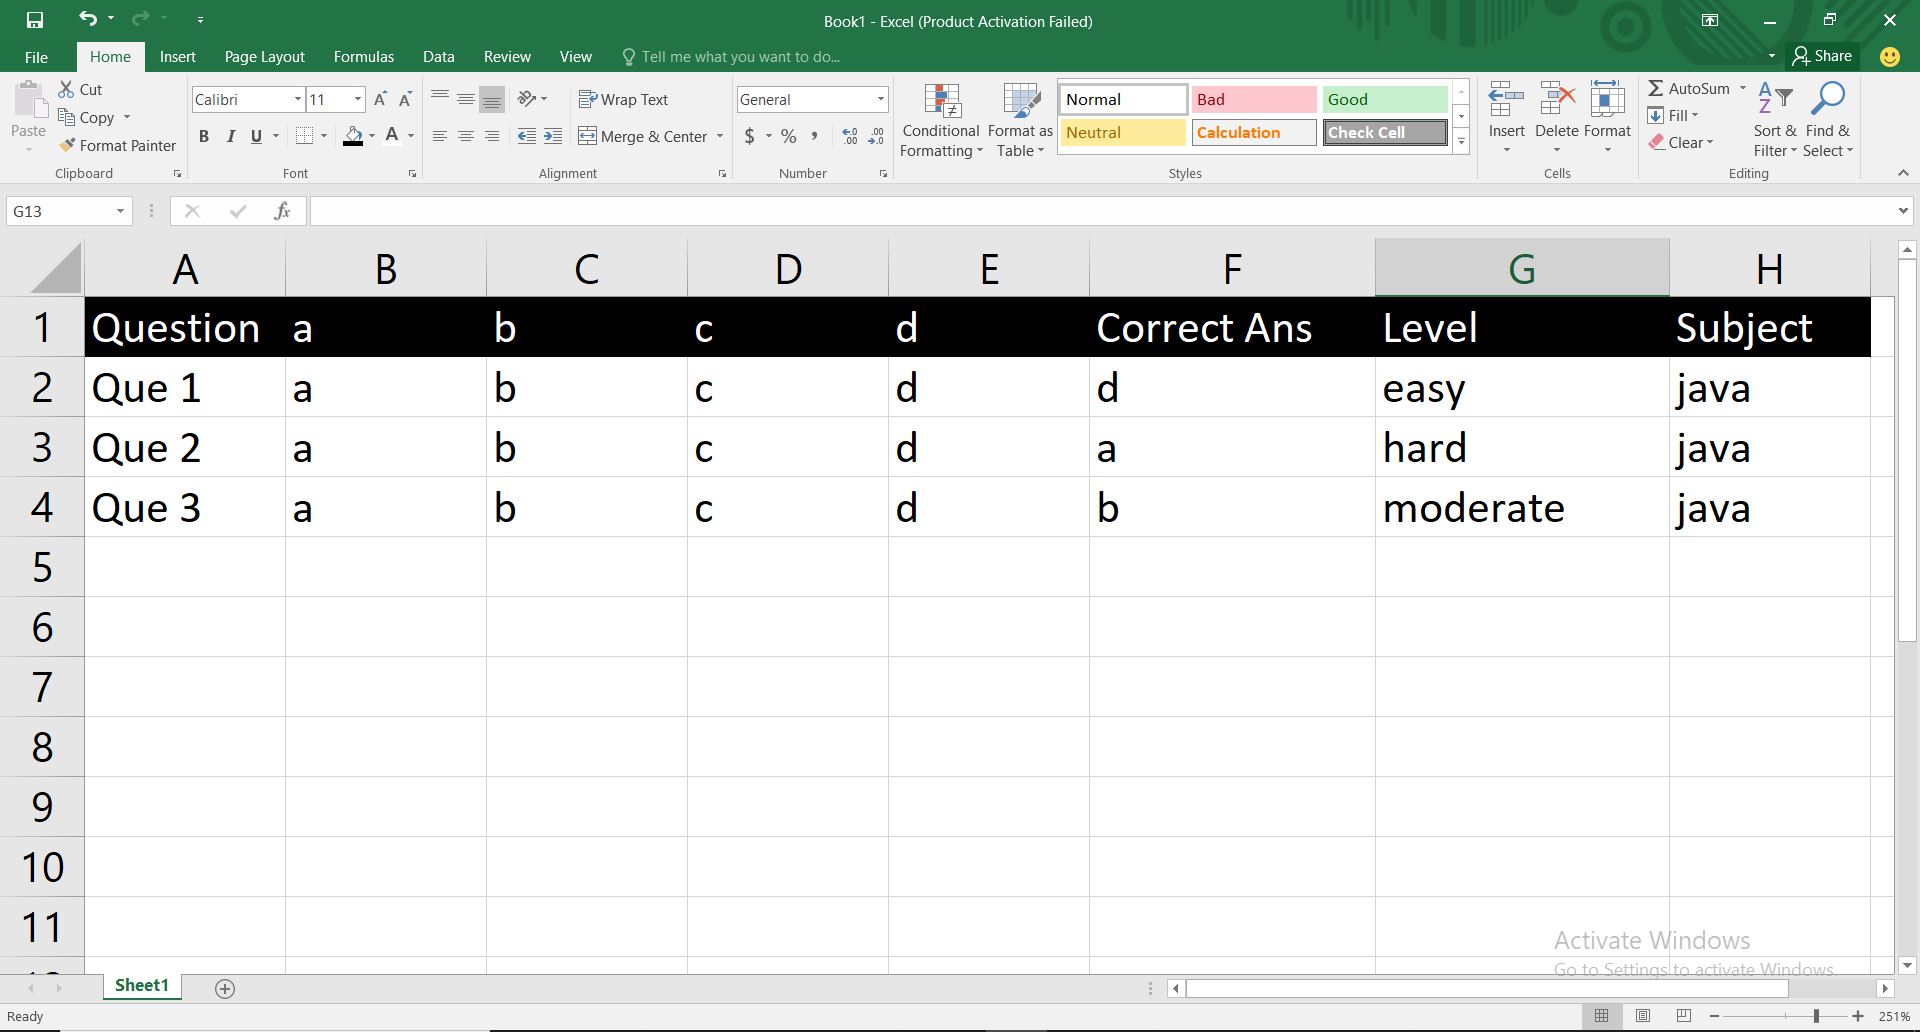 Book1 - Excel (Product Activation Failed)
File Home Insert Page Layout Formulas Data Review View Tell me what you want to do... Share
Paste
Cut
Copy
Format Painter
Clipboard
Calibri 11
B I U A
Font
Wrap Text
Merge & Center
Alignment
General
$ % ,
Number
Conditional Formatting
Format as Table
Normal Bad Good
Neutral Calculation Check Cell
Styles
Insert Delete Format
Cells
AutoSum
Fill
Clear
Sort & Filter
Find & Select
Editing
G13 fx
A B C D E F G H
1 Question a b c d Correct Ans Level Subject
2 Que 1 a b c d d easy java
3 Que 2 a b c d a hard java
4 Que 3 a b c d b moderate java
5
6
7
8
9
10
11
Activate Windows
Go to Settings to activate Windows.
Sheet1
Ready 251%